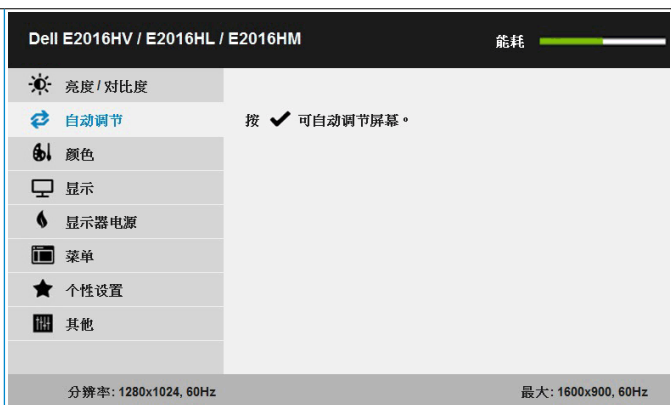 Dell E2016HV / E2016HL / E2016HM
能耗
亮度 / 对比度
自动调节
按 ✔ 可自动调节屏幕。
颜色
显示
显示器电源
菜单
个性设置
其他
分辨率: 1280x1024, 60Hz
最大: 1600x900, 60Hz